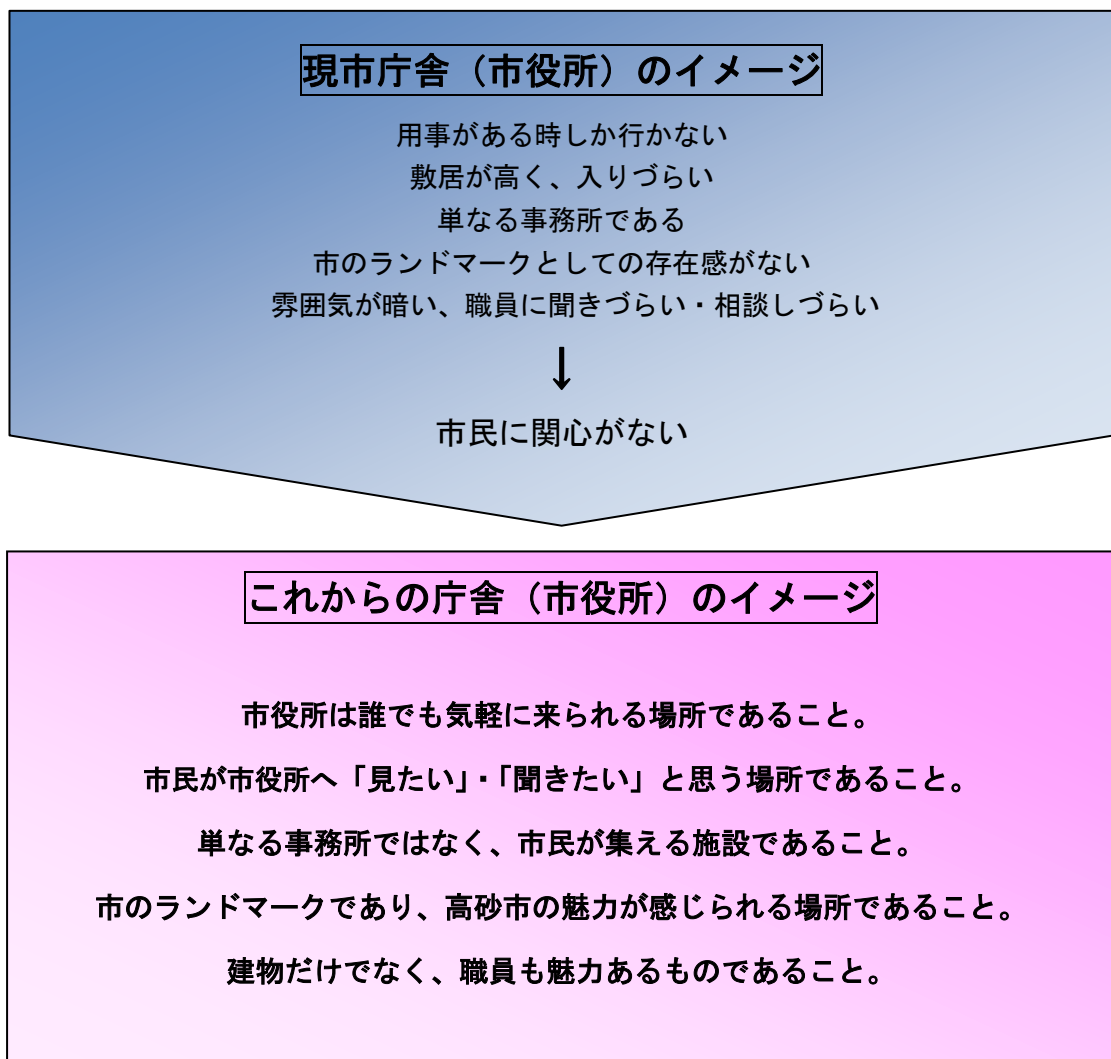 現市庁舎（市役所）のイメージ
用事がある時しか行かない
敷居が高く、入りづらい
単なる事務所である
市のランドマークとしての存在感がない
雰囲気が暗い、職員に聞きづらい・相談しづらい
↓
市民に関心がない
これからの庁舎（市役所）のイメージ
市役所は誰でも気軽に来られる場所であること。
市民が市役所へ「見たい」・「聞きたい」と思う場所であること。
単なる事務所ではなく、市民が集える施設であること。
市のランドマークであり、高砂市の魅力が感じられる場所であること。
建物だけでなく、職員も魅力あるものであること。